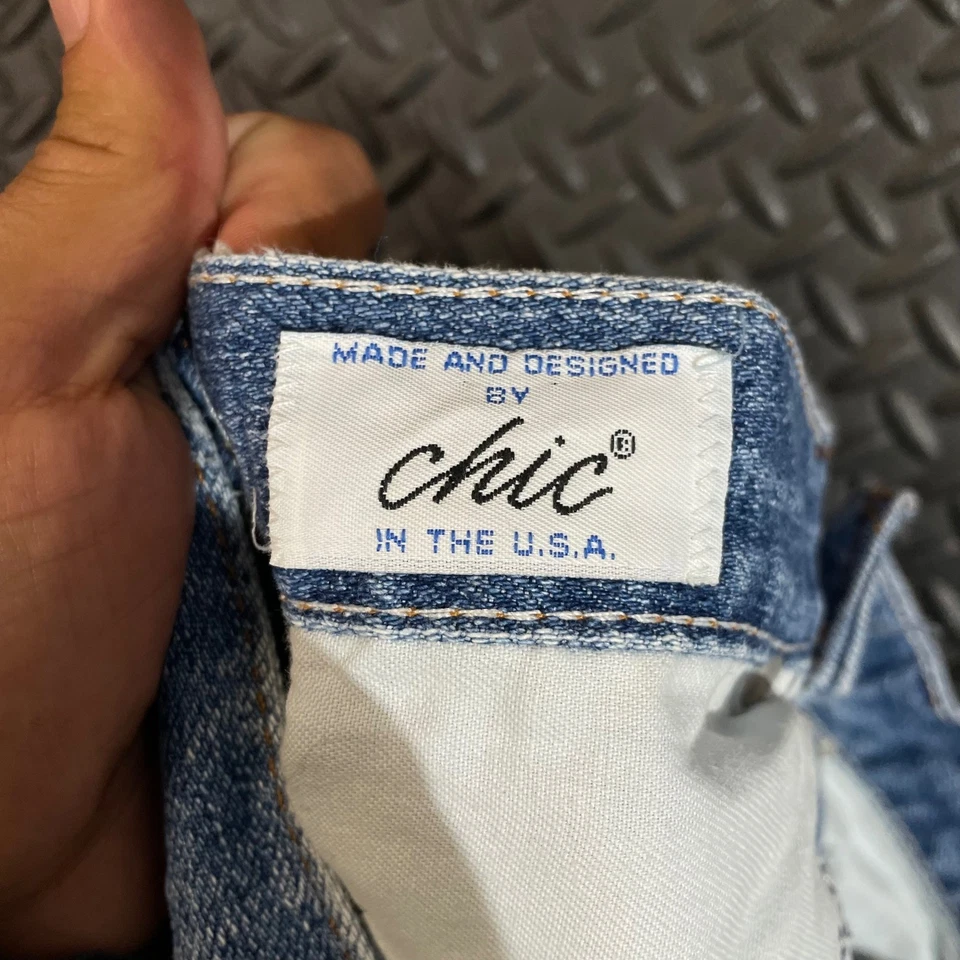 MADE AND DESIGNED
BY
chic®
IN THE U.S.A.